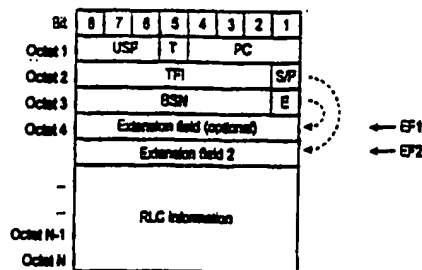 Bit 8 7 6 5 4 3 2 1
Octet 1 USF T PC
Octet 2 TFI S/P
Octet 3 BSN E
Octet 4 Extension field (optional) EF1
Extension field 2 EF2
RLC Information
Octet N-1
Octet N